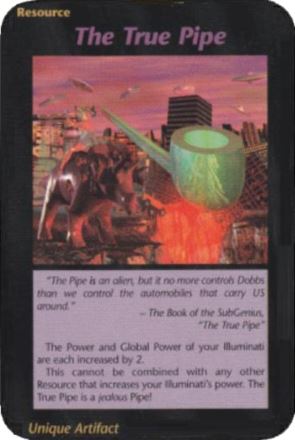 Resource
The True Pipe
"The Pipe is an alien, but it no more controls Dobbs
than we control the automobiles that carry US
around."
– The Book of the SubGenius,
"The True Pipe"
The Power and Global Power of your Illuminati
are each increased by 2.
This cannot be combined with any other
Resource that increases your Illuminati's power. The
True Pipe is a jealous Pipe!
Unique Artifact